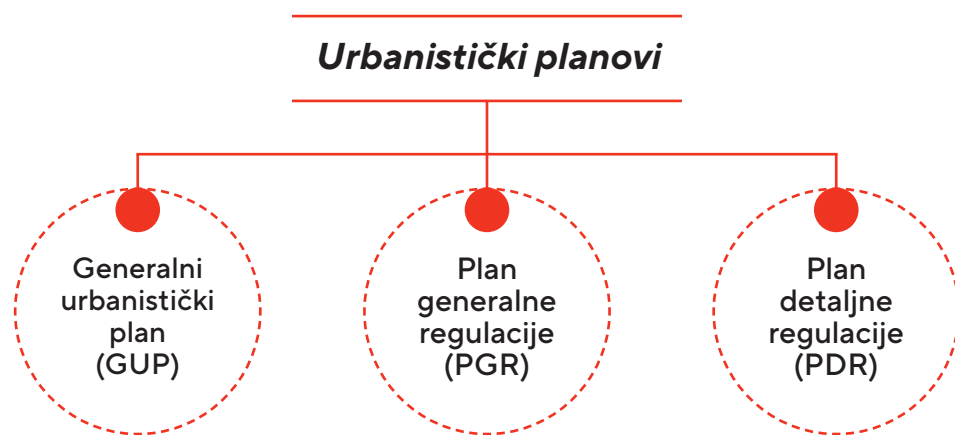 Urbanistički planovi
Generalni
urbanistički
plan
(GUP)
Plan
generalne
regulacije
(PGR)
Plan
detaljne
regulacije
(PDR)